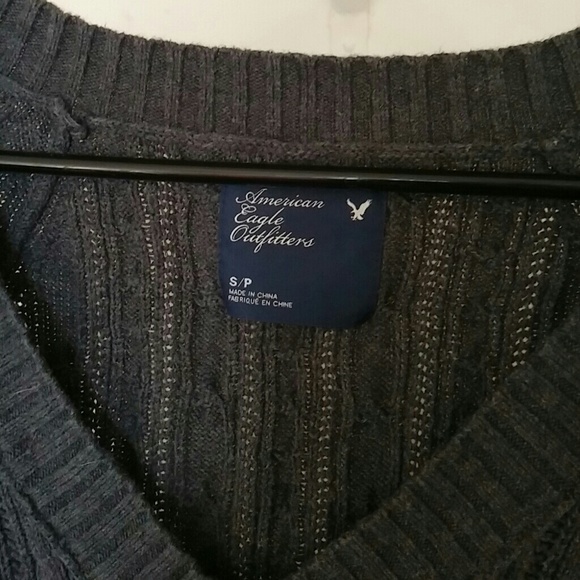 American
Eagle
Outfitters
S/P
MADE IN CHINA
FABRIQUÉ EN CHINE